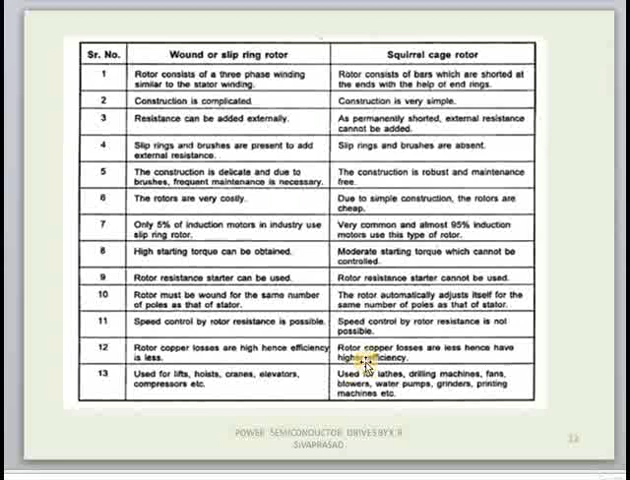 Sr. No. Wound or slip ring rotor Squirrel cage rotor
1 Rotor consists of a three phase winding Rotor consists of bars which are shorted at
similar to the stator winding. the ends with the help of end rings.
2 Construction is complicated. Construction is very simple.
3 Resistance can be added externally. As permanently shorted, external resistance
cannot be added.
4 Slip rings and brushes are present to add Slip rings and brushes are absent.
external resistance.
5 The construction is delicate and due to The construction is robust and maintenance
brushes, frequent maintenance is necessary. free.
6 The rotors are very costly. Due to simple construction, the rotors are
cheap.
7 Only 5% of induction motors in industry use Very common and almost 95% induction
slip ring rotor. motors use this type of rotor.
8 High starting torque can be obtained. Moderate starting torque which cannot be
controlled.
9 Rotor resistance starter can be used. Rotor resistance starter cannot be used.
10 Rotor must be wound for the same number The rotor automatically adjusts itself for the
of poles as that of stator. same number of poles as that of stator.
11 Speed control by rotor resistance is possible. Speed control by rotor resistance is not
possible.
12 Rotor copper losses are high hence efficiency Rotor copper losses are less hence have
is less.
13 Used for lifts, hoists, cranes, elevators, Used lathes, drilling machines, fans,
compressors etc. blowers, water pumps, grinders, printing
machines etc.
POWER SEMICONDUCTOR DRIVES BY K R
SIVAPRASAD